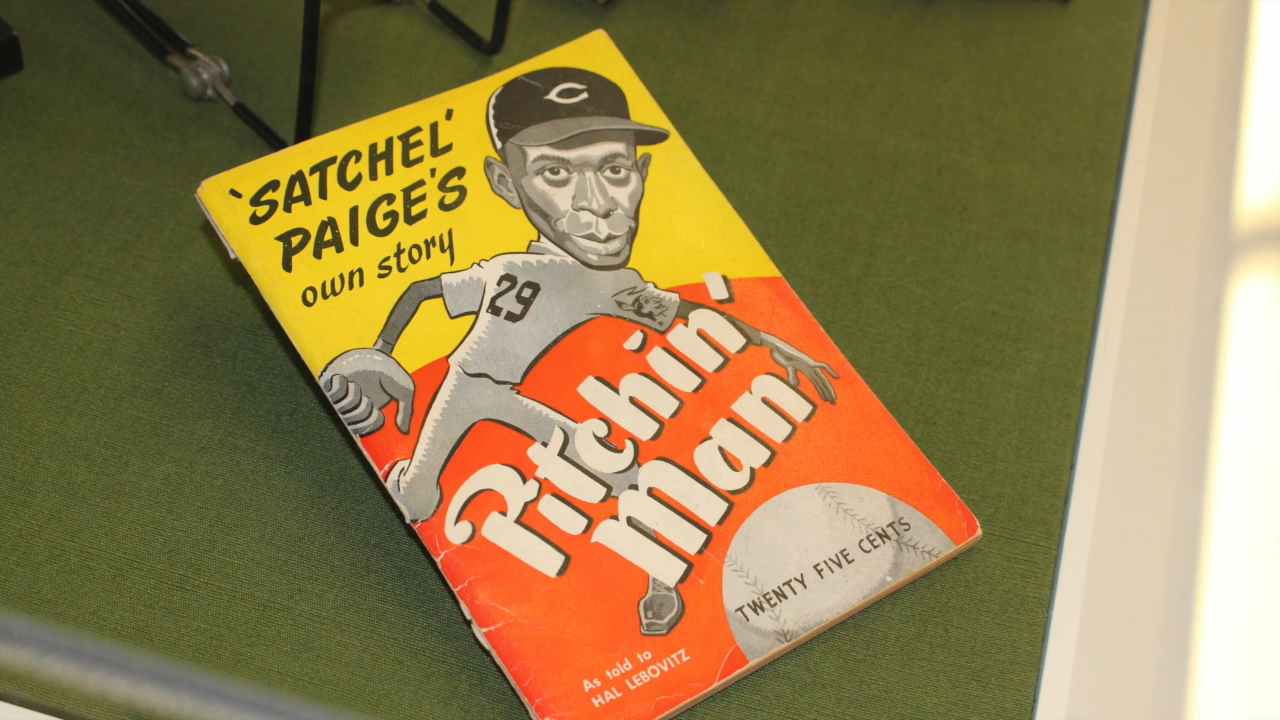 'SATCHEL'
PAIGE'S
own story
C
29
Pitchin'
Man
TWENTY FIVE CENTS
As told to
HAL LEBOVITZ